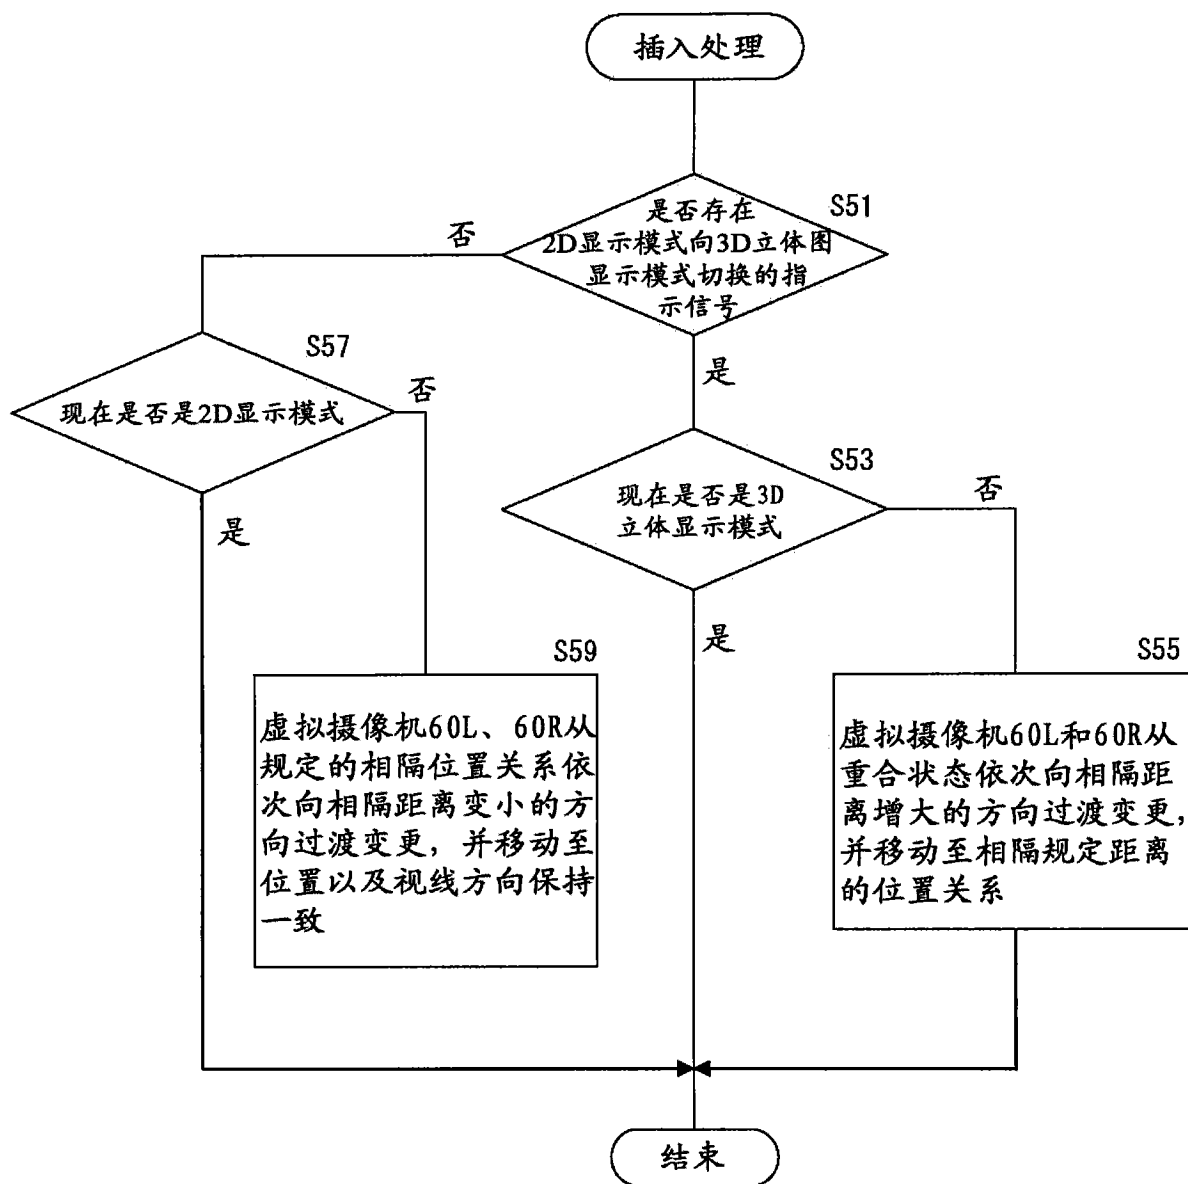 插入处理
S51
是否存在
2D显示模式向3D立体图
显示模式切换的指
示信号
否
是
S57
现在是否是2D显示模式
否
是
S53
现在是否是3D
立体显示模式
否
是
S59
虚拟摄像机60L、60R从
规定的相隔位置关系依
次向相隔距离变小的方
向过渡变更，并移动至
位置以及视线方向保持
一致
S55
虚拟摄像机60L和60R从
重合状态依次向相隔距
离增大的方向过渡变更，
并移动至相隔规定距离
的位置关系
结束